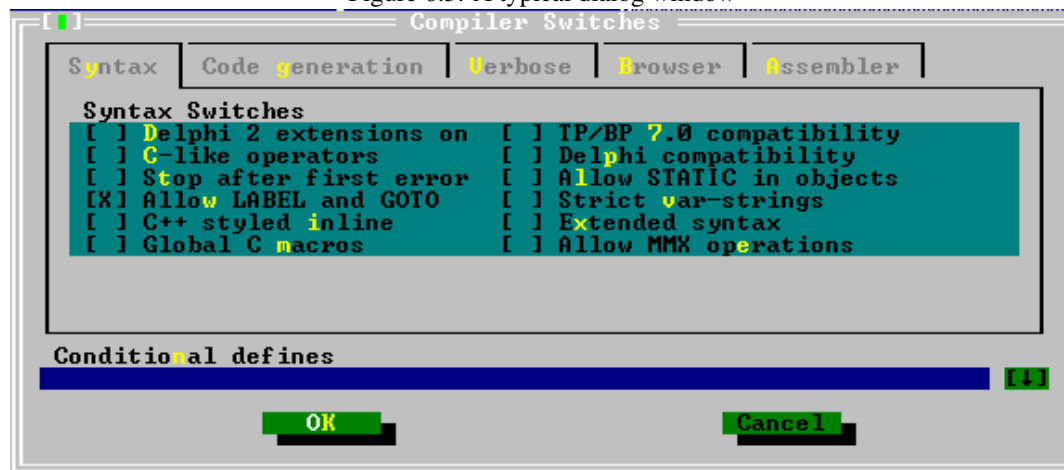 Figure 6.3: A typical dialog window
[ ] Compiler Switches
Syntax Code generation Verbose Browser Assembler
Syntax Switches
[ ] Delphi 2 extensions on [ ] TP/BP 7.0 compatibility
[ ] C-like operators [ ] Delphi compatibility
[ ] Stop after first error [ ] Allow STATIC in objects
[X] Allow LABEL and GOTO [ ] Strict var-strings
[ ] C++ styled inline [ ] Extended syntax
[ ] Global C macros [ ] Allow MMX operations
Conditional defines
[↓]
OK Cancel